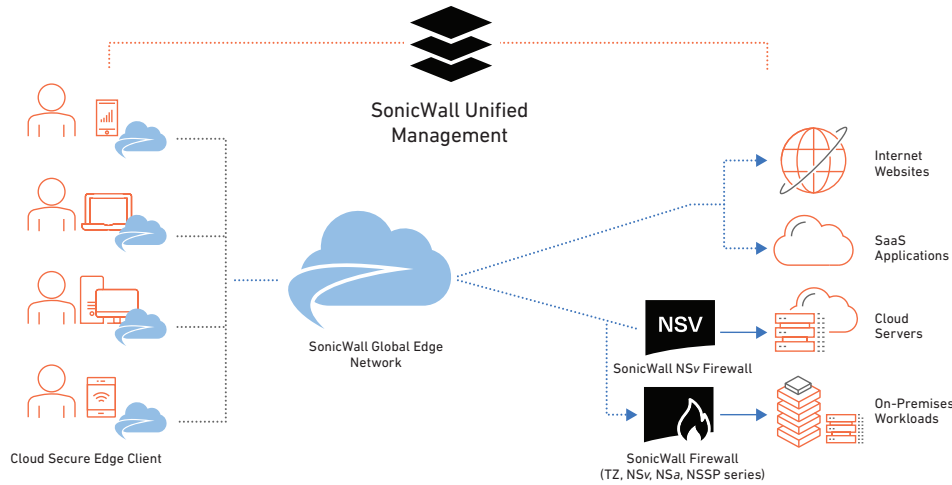 SonicWall Unified
Management
Internet
Websites
SaaS
Applications
NSV
Cloud
Servers
SonicWall Global Edge
Network
SonicWall NSv Firewall
On-Premises
Workloads
Cloud Secure Edge Client
SonicWall Firewall
(TZ, NSv, NSa, NSSP series)